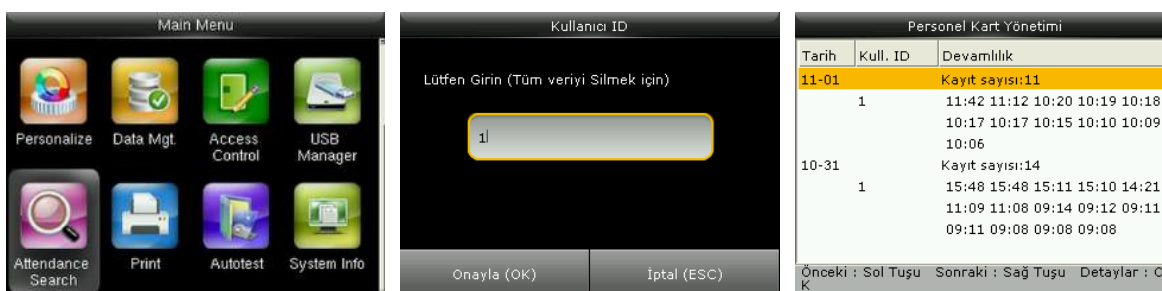 Main Menu
Personalize
Data Mgt.
Access Control
USB Manager
Attendance Search
Print
Autotest
System Info
Kullanıcı ID
Lütfen Girin (Tüm veriyi Silmek için)
1
Onayla (OK)
İptal (ESC)
Personel Kart Yönetimi
Tarih Kull. ID Devamlılık
11-01 Kayıt sayısı:11
1 11:42 11:12 10:20 10:19 10:18
10:17 10:17 10:15 10:10 10:09
10:06
10-31 Kayıt sayısı:14
1 15:48 15:48 15:11 15:10 14:21
11:09 11:08 09:14 09:12 09:11
09:11 09:08 09:08 09:08
Önceki : Sol Tuşu Sonraki : Sağ Tuşu Detaylar : O
K